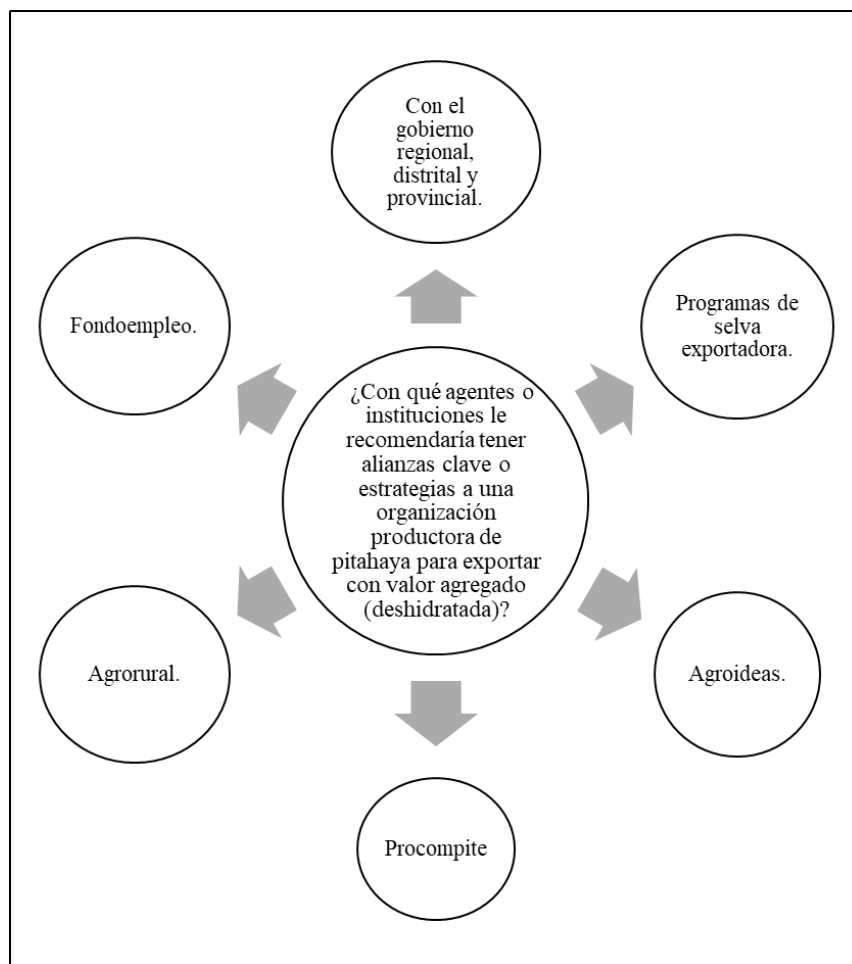 Con el
gobierno
regional,
distrital y
provincial.
Fondoempleo.
Programas de
selva
exportadora.
¿Con qué agentes o
instituciones le
recomendaría tener
alianzas clave o
estrategias a una
organización
productora de
pitahaya para exportar
con valor agregado
(deshidratada)?
Agrorural.
Agroideas.
Procompite